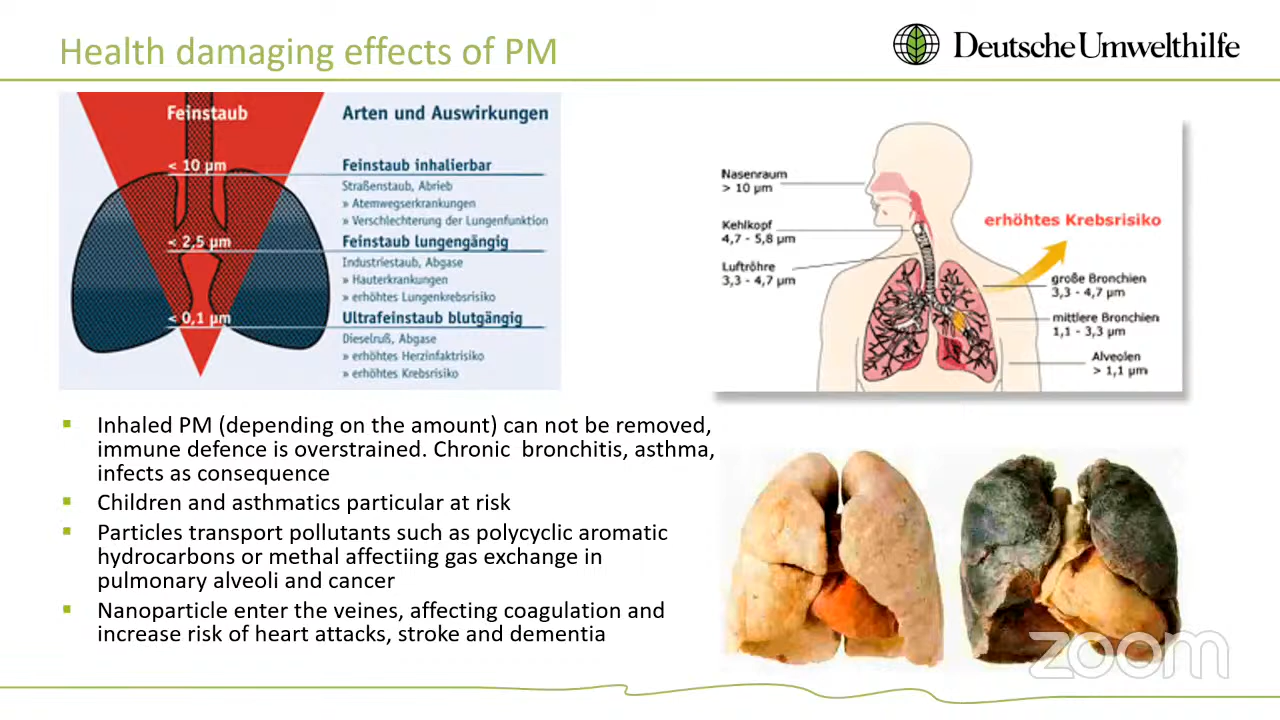 Health damaging effects of PM
Deutsche Umwelthilfe
Feinstaub
Arten und Auswirkungen
< 10 µm
Feinstaub inhalierbar
Straßenstaub, Abrieb
» Atemwegserkrankungen
» Verschlechterung der Lungenfunktion
< 2,5 µm
Feinstaub lungengängig
Industriestaub, Abgase
» Hauterkrankungen
» erhöhtes Lungenkrebsrisiko
< 0,1 µm
Ultrafeinstaub blutgängig
Dieselruß, Abgase
» erhöhtes Herzinfaktrisiko
» erhöhtes Krebsrisiko
Nasenraum
> 10 µm
Kehlkopf
4,7 - 5,8 µm
Luftröhre
3,3 - 4,7 µm
erhöhtes Krebsrisiko
große Bronchien
3,3 - 4,7 µm
mittlere Bronchien
1,1 - 3,3 µm
Alveolen
> 1,1 µm
▪ Inhaled PM (depending on the amount) can not be removed,
immune defence is overstrained. Chronic bronchitis, asthma,
infects as consequence
▪ Children and asthmatics particular at risk
▪ Particles transport pollutants such as polycyclic aromatic
hydrocarbons or methal affectiing gas exchange in
pulmonary alveoli and cancer
▪ Nanoparticle enter the veines, affecting coagulation and
increase risk of heart attacks, stroke and dementia
zoom